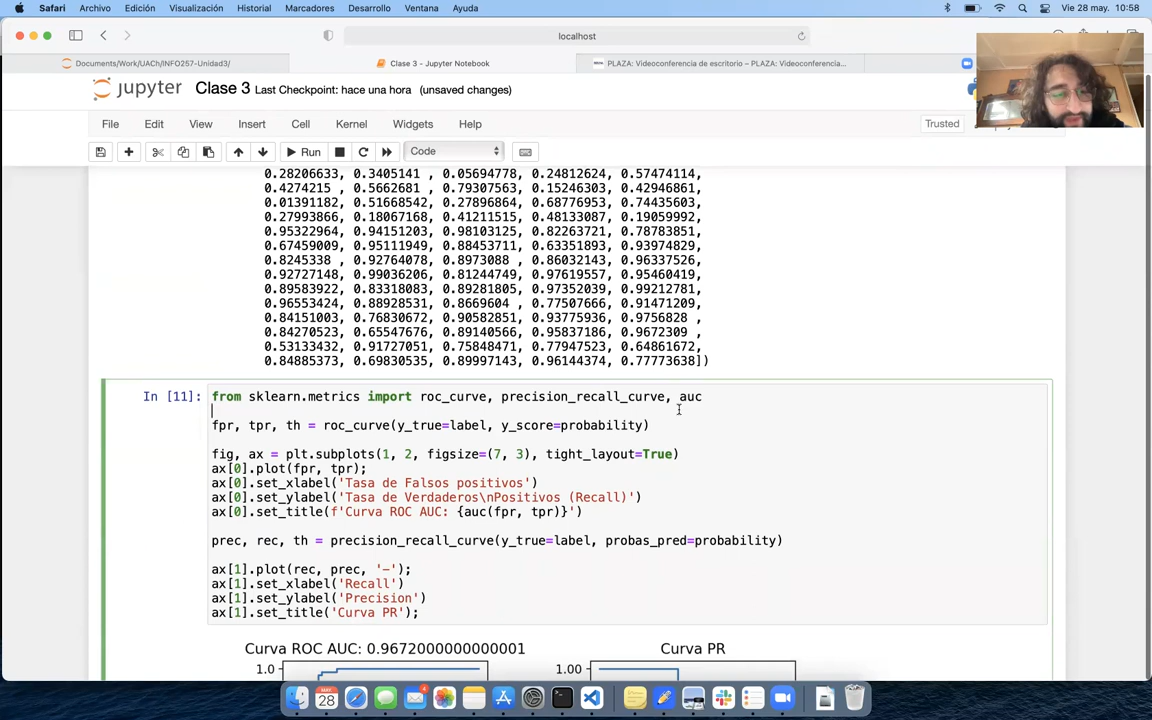 Safari Archivo Edición Visualización Historial Marcadores Desarrollo Ventana Ayuda Vie 28 may. 10:58
localhost
Documents/Work/UACh/INFO257-Unidad3/ Clase 3 - Jupyter Notebook PLAZA: Videoconferencia de escritorio – PLAZA: Videoconferencia...
jupyter Clase 3 Last Checkpoint: hace una hora (unsaved changes)
File Edit View Insert Cell Kernel Widgets Help Trusted
Run Code
0.28206633, 0.3405141 , 0.05694778, 0.24812624, 0.57474114,
0.4274215 , 0.5662681 , 0.79307563, 0.15246303, 0.42946861,
0.01391182, 0.51668542, 0.27896864, 0.68776953, 0.74435603,
0.27993866, 0.18067168, 0.41211515, 0.48133087, 0.19059992,
0.95322964, 0.94151203, 0.98103125, 0.82263721, 0.78783851,
0.67459009, 0.95111949, 0.88453711, 0.63351893, 0.93974829,
0.8245338 , 0.92764078, 0.8973088 , 0.86032143, 0.96337526,
0.92727148, 0.99036206, 0.81244749, 0.97619557, 0.95460419,
0.89583922, 0.83318083, 0.89281805, 0.97352039, 0.99212781,
0.96553424, 0.88928531, 0.8669604 , 0.77507666, 0.91471209,
0.84151003, 0.76830672, 0.90582851, 0.93775936, 0.9756828 ,
0.84270523, 0.65547676, 0.89140566, 0.95837186, 0.9672309 ,
0.53133432, 0.91727051, 0.75848471, 0.77947523, 0.64861672,
0.84885373, 0.69830535, 0.89997143, 0.96144374, 0.77773638])
In [11]: from sklearn.metrics import roc_curve, precision_recall_curve, auc
fpr, tpr, th = roc_curve(y_true=label, y_score=probability)
fig, ax = plt.subplots(1, 2, figsize=(7, 3), tight_layout=True)
ax[0].plot(fpr, tpr);
ax[0].set_xlabel('Tasa de Falsos positivos')
ax[0].set_ylabel('Tasa de Verdaderos\nPositivos (Recall)')
ax[0].set_title(f'Curva ROC AUC: {auc(fpr, tpr)}')
prec, rec, th = precision_recall_curve(y_true=label, probas_pred=probability)
ax[1].plot(rec, prec, '-');
ax[1].set_xlabel('Recall')
ax[1].set_ylabel('Precision')
ax[1].set_title('Curva PR');
Curva ROC AUC: 0.9672000000000001 Curva PR
1.0 1.00
MAY. 28 4